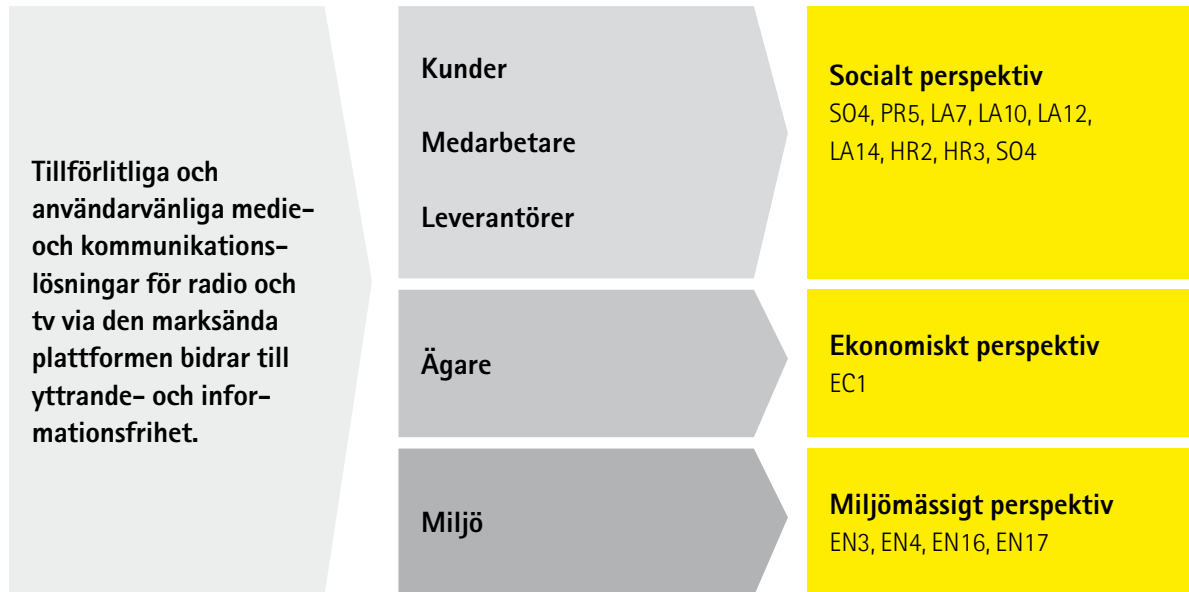 Tillförlitliga och
användarvänliga medie-
och kommunikations-
lösningar för radio och
tv via den marksända
plattformen bidrar till
yttrande- och infor-
mationsfrihet.
Kunder
Medarbetare
Leverantörer
Socialt perspektiv
SO4, PR5, LA7, LA10, LA12,
LA14, HR2, HR3, SO4
Ägare
Ekonomiskt perspektiv
EC1
Miljö
Miljömässigt perspektiv
EN3, EN4, EN16, EN17